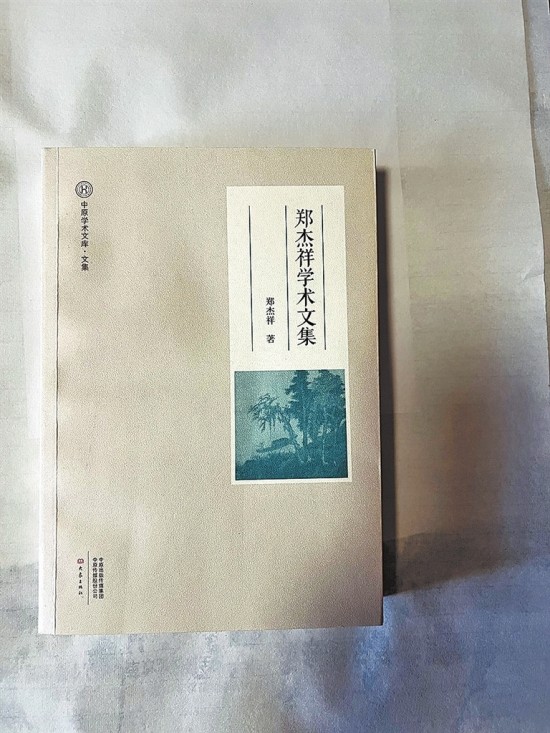 郑杰祥学术文集
郑杰祥 著
中原学术文库·文集
大象出版社
中原出版传媒集团
中原传媒股份公司